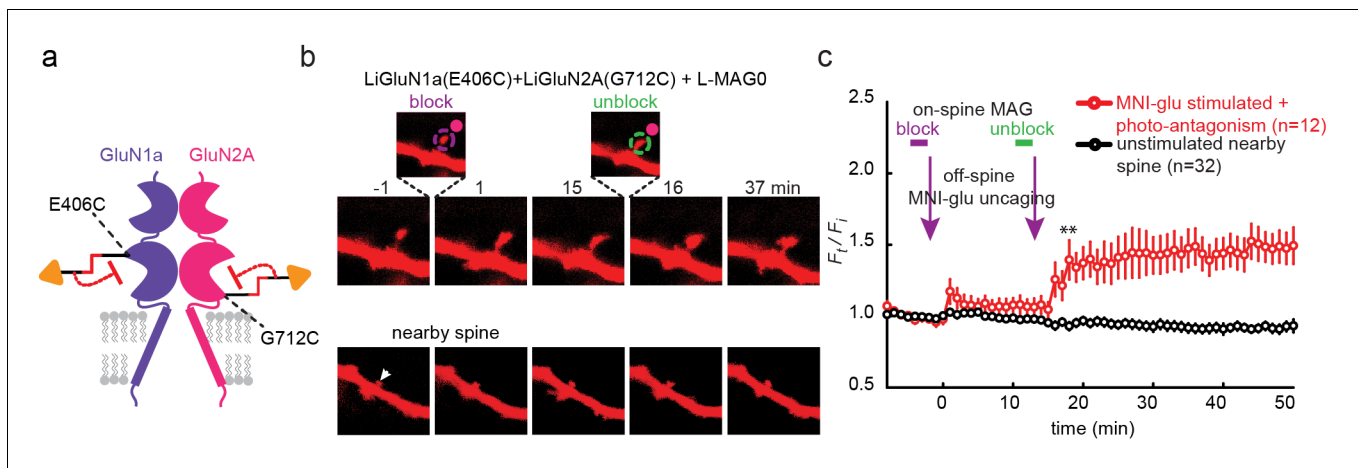 a
GluN1a
GluN2A
E406C
G712C
b
LiGluN1a(E406C)+LiGluN2A(G712C) + L-MAG0
block
unblock
-1
1
15
16
37 min
nearby spine
c
2.5
2.0
1.5
1.0
0.5
Ft/Fi
on-spine MAG
block
unblock
off-spine
MNI-glu uncaging
**
MNI-glu stimulated +
photo-antagonism (n=12)
unstimulated nearby
spine (n=32)
0
10
20
30
40
50
time (min)